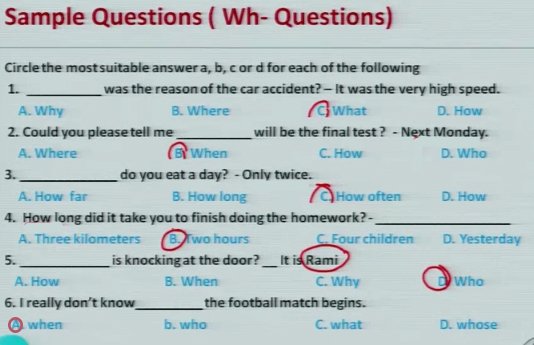 Sample Questions ( Wh- Questions)
Circle the most suitable answer a, b, c or d for each of the following
1. __________ was the reason of the car accident? – It was the very high speed.
A. Why B. Where C. What D. How
2. Could you please tell me __________ will be the final test ? - Next Monday.
A. Where B. When C. How D. Who
3. _____________ do you eat a day? - Only twice.
A. How far B. How long C. How often D. How
4. How long did it take you to finish doing the homework? - __________________
A. Three kilometers B. Two hours C. Four children D. Yesterday
5. ____________ is knocking at the door? __ It is Rami
A. How B. When C. Why D. Who
6. I really don't know_________ the football match begins.
A. when b. who C. what D. whose